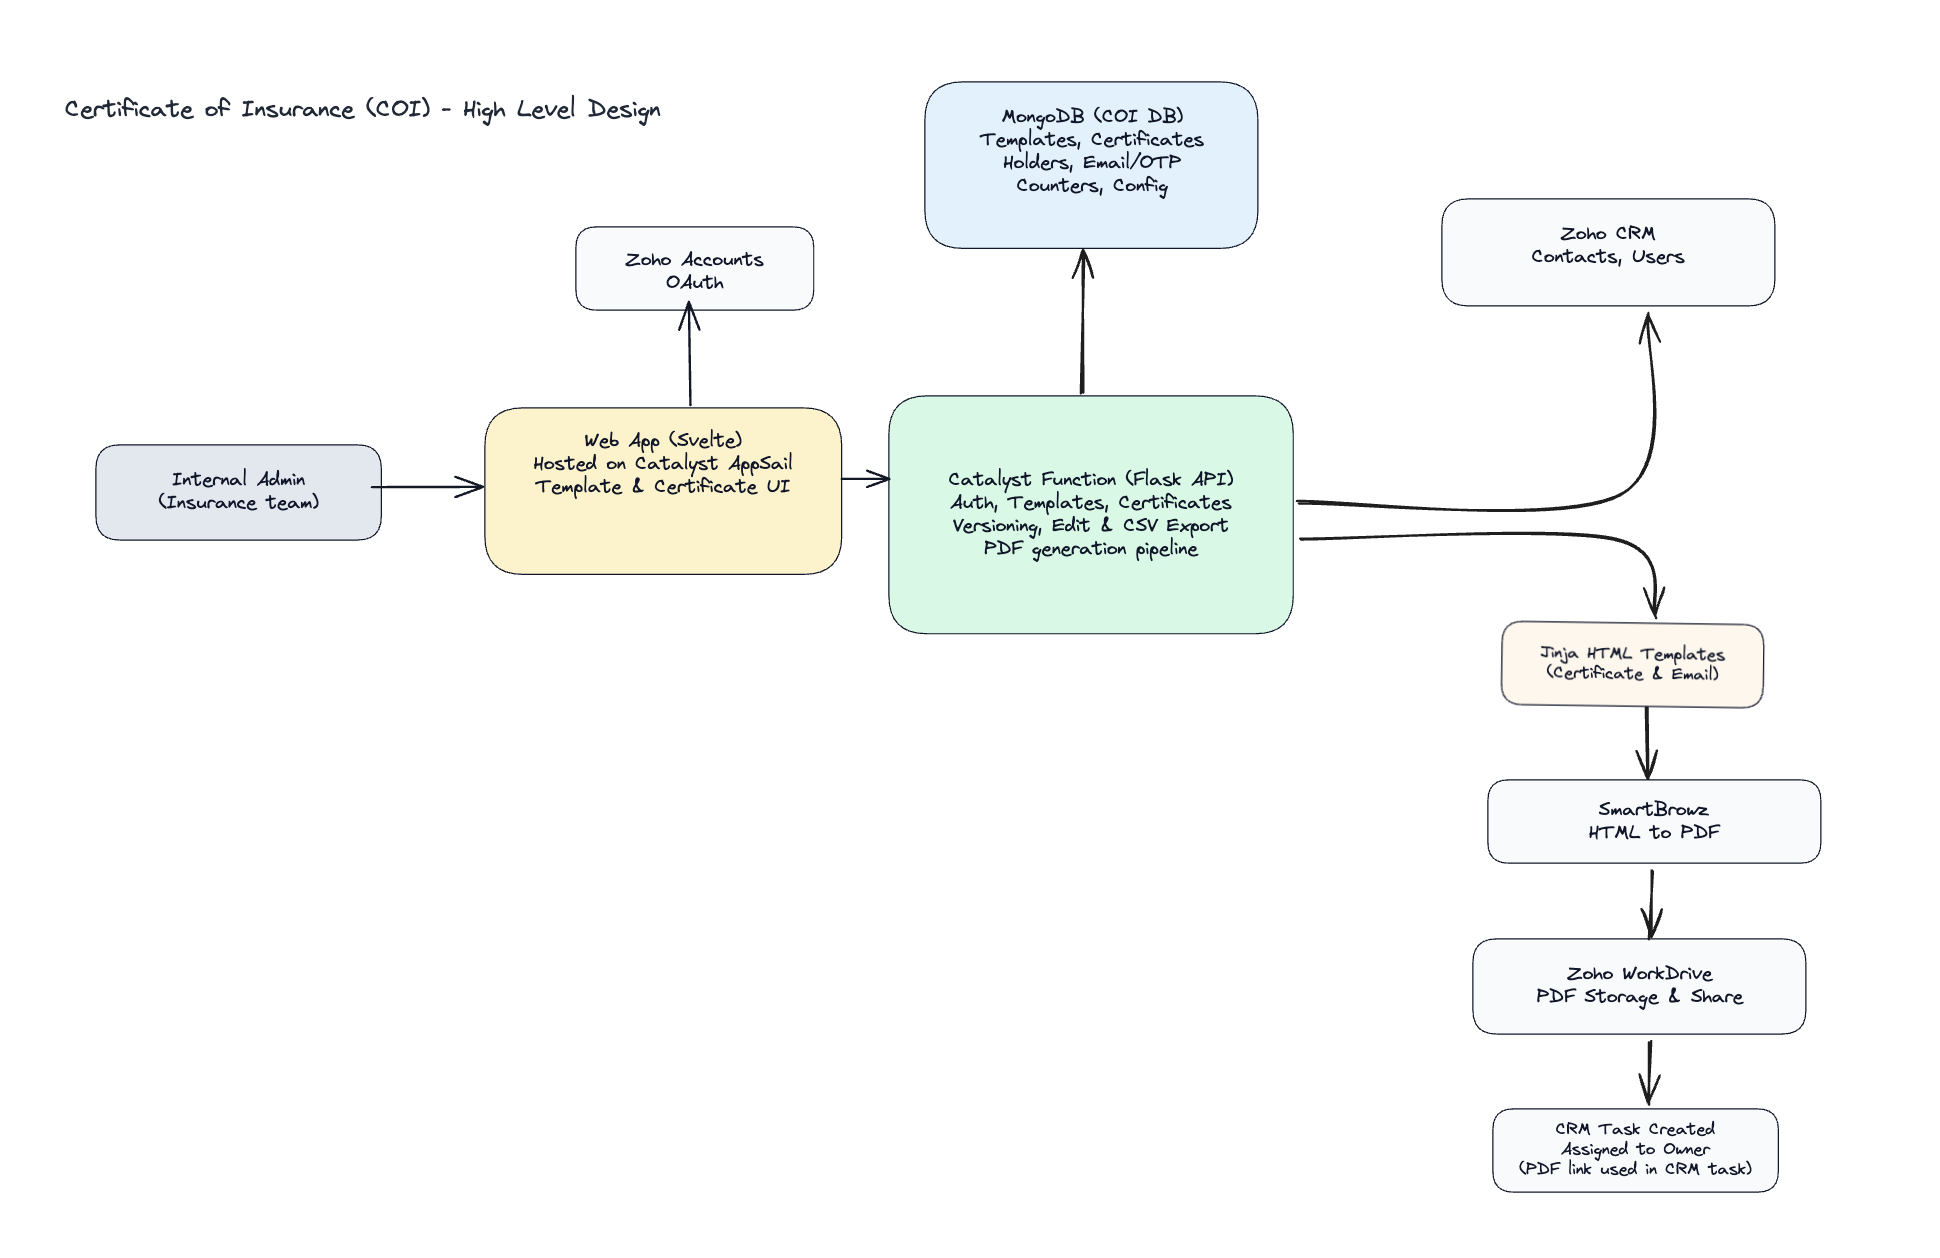 Certificate of Insurance (COI) - High Level Design
MongoDB (COI DB)
Templates, Certificates
Holders, Email/OTP
Counters, Config
Zoho CRM
Contacts, Users
Zoho Accounts
OAuth
Internal Admin
(Insurance team)
Web App (Svelte)
Hosted on Catalyst AppSail
Template & Certificate UI
Catalyst Function (Flask API)
Auth, Templates, Certificates
Versioning, Edit & CSV Export
PDF generation pipeline
Jinja HTML Templates
(Certificate & Email)
SmartBrowz
HTML to PDF
Zoho WorkDrive
PDF Storage & Share
CRM Task Created
Assigned to Owner
(PDF link used in CRM task)